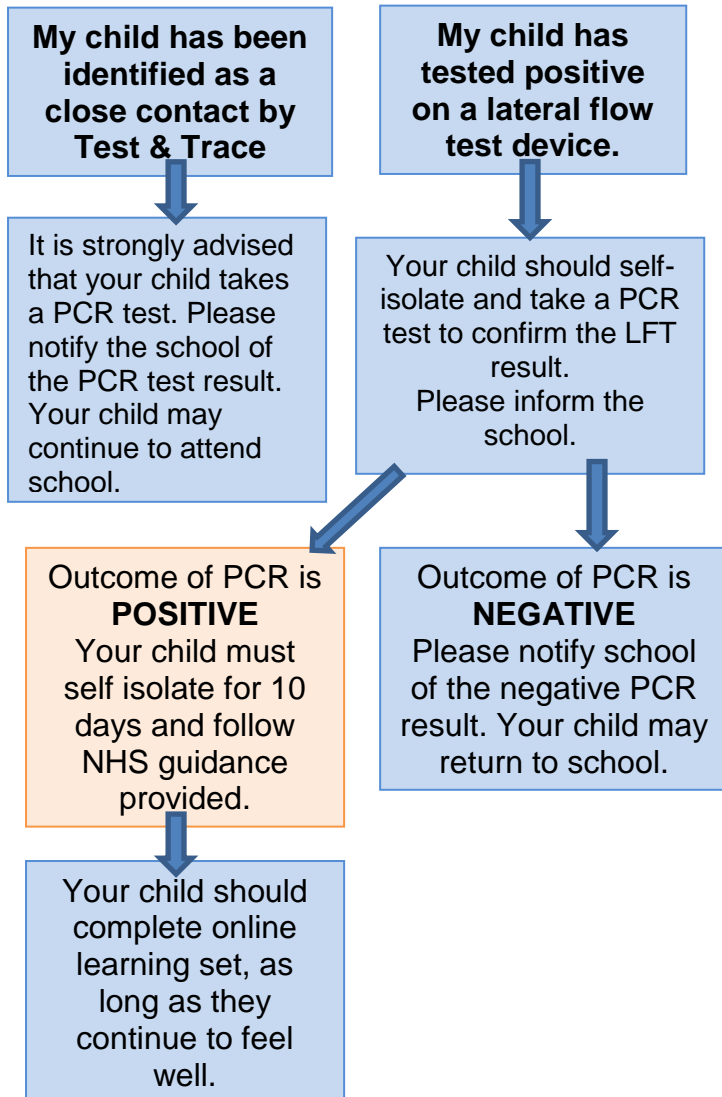 My child has been
identified as a
close contact by
Test & Trace
My child has
tested positive
on a lateral flow
test device.
It is strongly advised
that your child takes
a PCR test. Please
notify the school of
the PCR test result.
Your child may
continue to attend
school.
Your child should self-
isolate and take a PCR
test to confirm the LFT
result.
Please inform the
school.
Outcome of PCR is
POSITIVE
Your child must
self isolate for 10
days and follow
NHS guidance
provided.
Outcome of PCR is
NEGATIVE
Please notify school
of the negative PCR
result. Your child may
return to school.
Your child should
complete online
learning set, as
long as they
continue to feel
well.